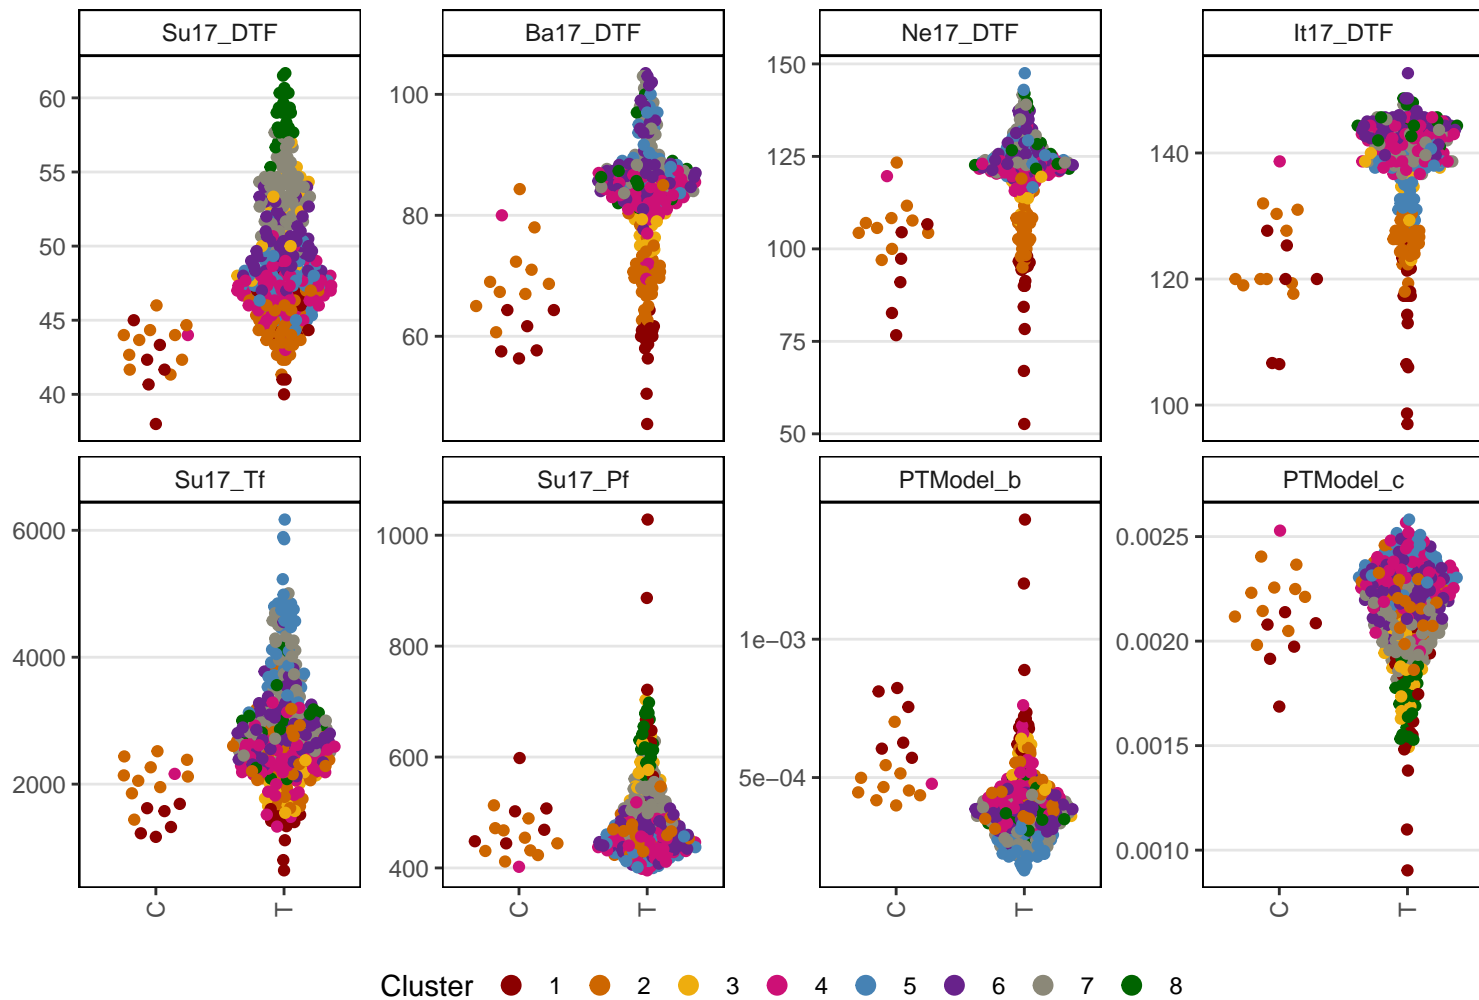 Su17_DTF Ba17_DTF Ne17_DTF It17_DTF
60 55 50 45 40
100 80 60
150 125 100 75 50
140 120 100
Su17_Tf Su17_Pf PTModel_b PTModel_c
6000 4000 2000
1000 800 600 400
1e−03 5e−04
0.0025 0.0020 0.0015 0.0010
C T C T C T C T
Cluster 1 2 3 4 5 6 7 8